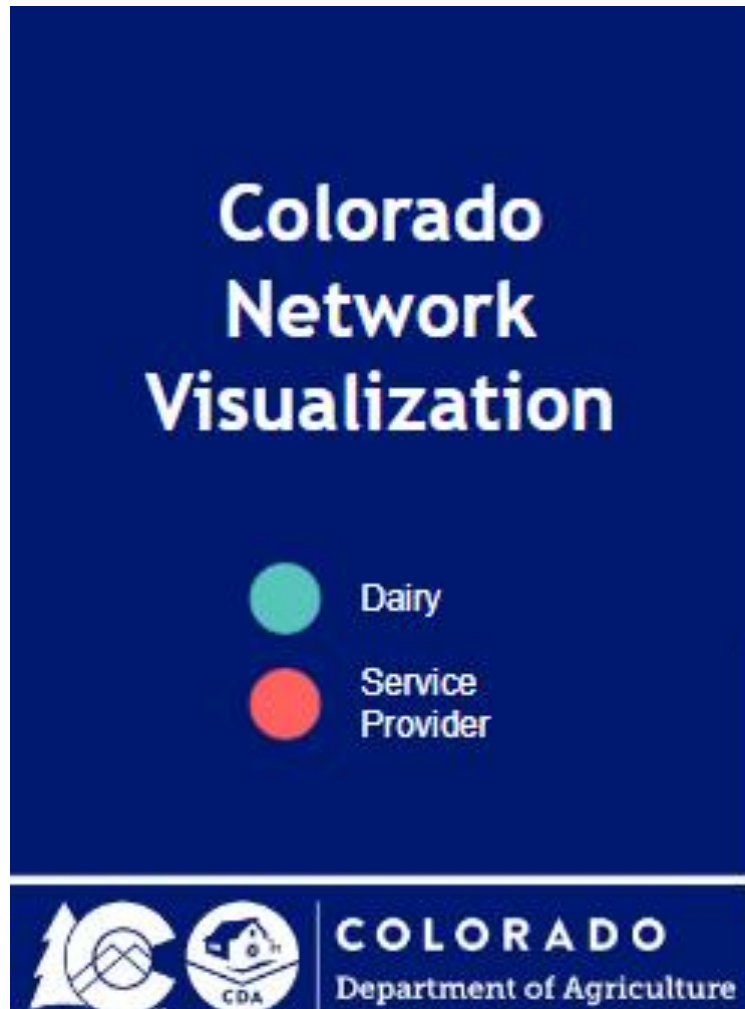 Colorado
Network
Visualization
Dairy
Service
Provider
CDA
COLORADO
Department of Agriculture